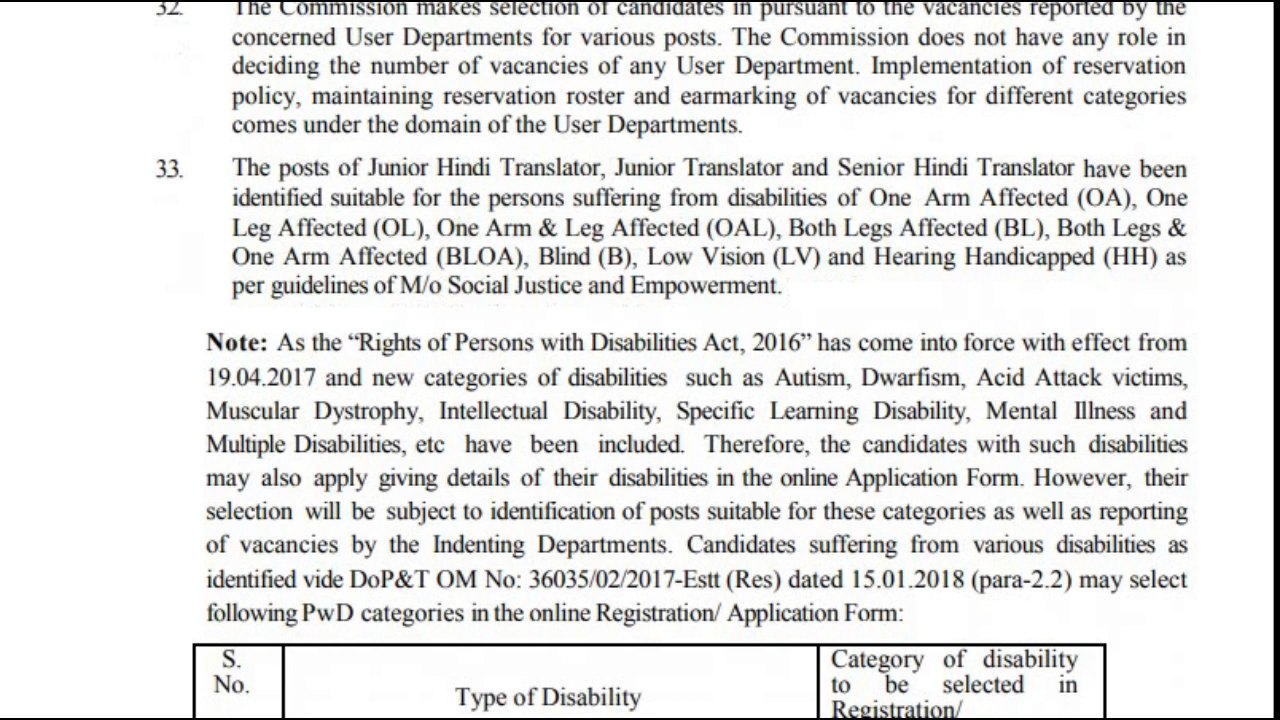 32. The Commission makes selection of candidates in pursuant to the vacancies reported by the
concerned User Departments for various posts. The Commission does not have any role in
deciding the number of vacancies of any User Department. Implementation of reservation
policy, maintaining reservation roster and earmarking of vacancies for different categories
comes under the domain of the User Departments.
33. The posts of Junior Hindi Translator, Junior Translator and Senior Hindi Translator have been
identified suitable for the persons suffering from disabilities of One Arm Affected (OA), One
Leg Affected (OL), One Arm & Leg Affected (OAL), Both Legs Affected (BL), Both Legs &
One Arm Affected (BLOA), Blind (B), Low Vision (LV) and Hearing Handicapped (HH) as
per guidelines of M/o Social Justice and Empowerment.
Note: As the “Rights of Persons with Disabilities Act, 2016” has come into force with effect from
19.04.2017 and new categories of disabilities such as Autism, Dwarfism, Acid Attack victims,
Muscular Dystrophy, Intellectual Disability, Specific Learning Disability, Mental Illness and
Multiple Disabilities, etc have been included. Therefore, the candidates with such disabilities
may also apply giving details of their disabilities in the online Application Form. However, their
selection will be subject to identification of posts suitable for these categories as well as reporting
of vacancies by the Indenting Departments. Candidates suffering from various disabilities as
identified vide DoP&T OM No: 36035/02/2017-Estt (Res) dated 15.01.2018 (para-2.2) may select
following PwD categories in the online Registration/ Application Form:
S.
No.
Type of Disability
Category of disability
to be selected in
Registration/